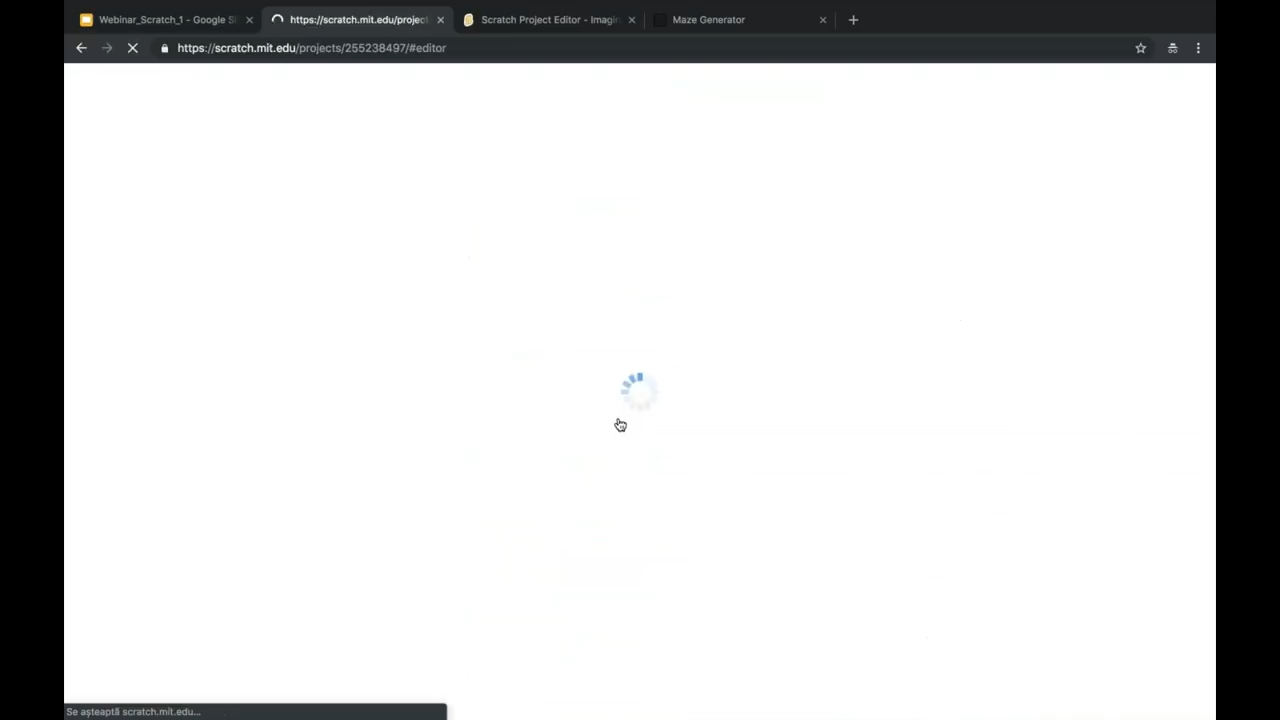 Webinar_Scratch_1 - Google Sl
https://scratch.mit.edu/project
Scratch Project Editor - Imagin
Maze Generator
https://scratch.mit.edu/projects/255238497/#editor
Se așteaptă scratch.mit.edu...